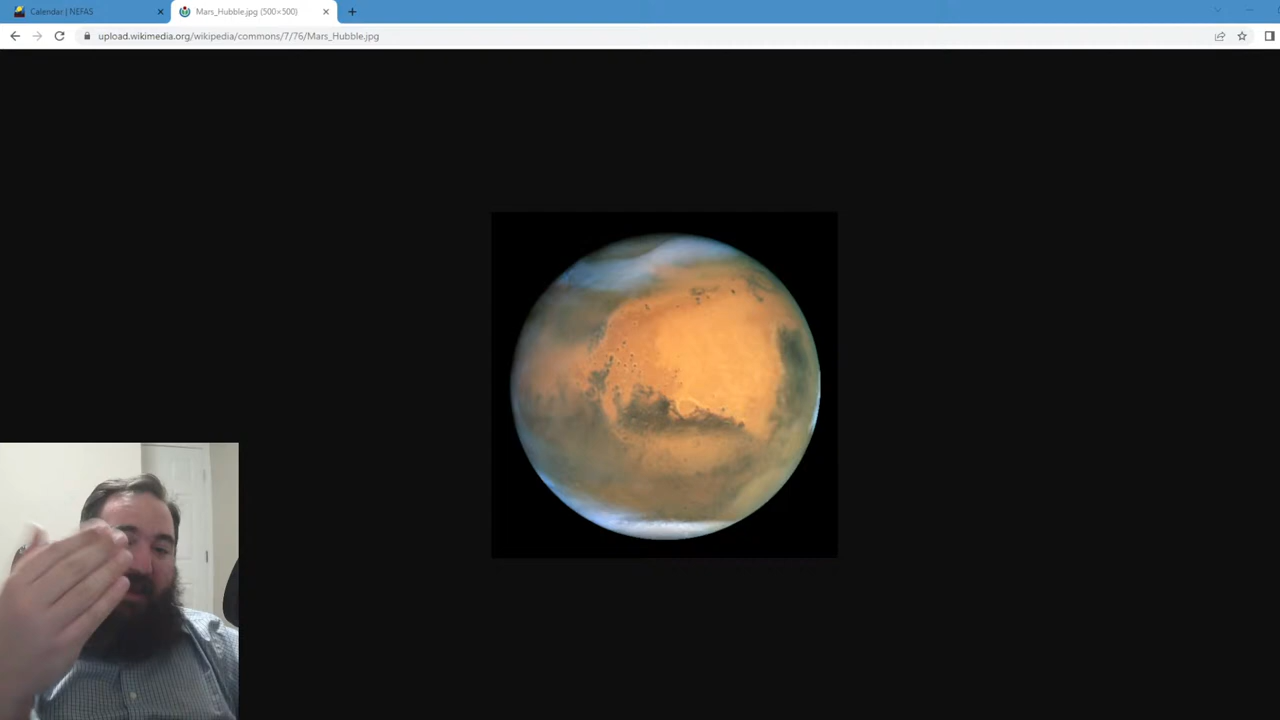 Calendar | NEFAS
Mars_Hubble.jpg (500×500)
upload.wikimedia.org/wikipedia/commons/7/76/Mars_Hubble.jpg